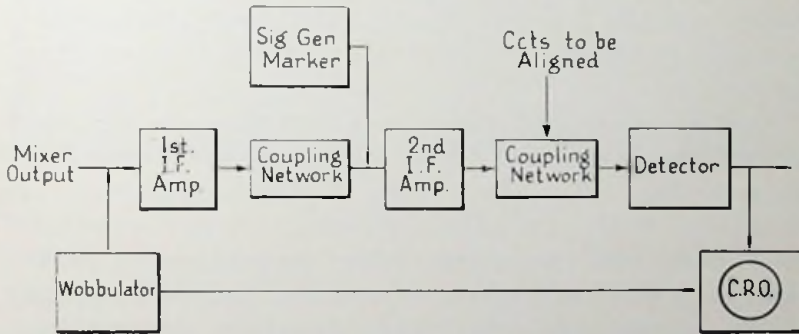 Sig Gen
Marker
Ccts to be
Aligned
Mixer
Output
1st.
I.F.
Amp
Coupling
Network
2nd
I.F.
Amp.
Coupling
Network
Detector
Wobbulator
C.R.O.